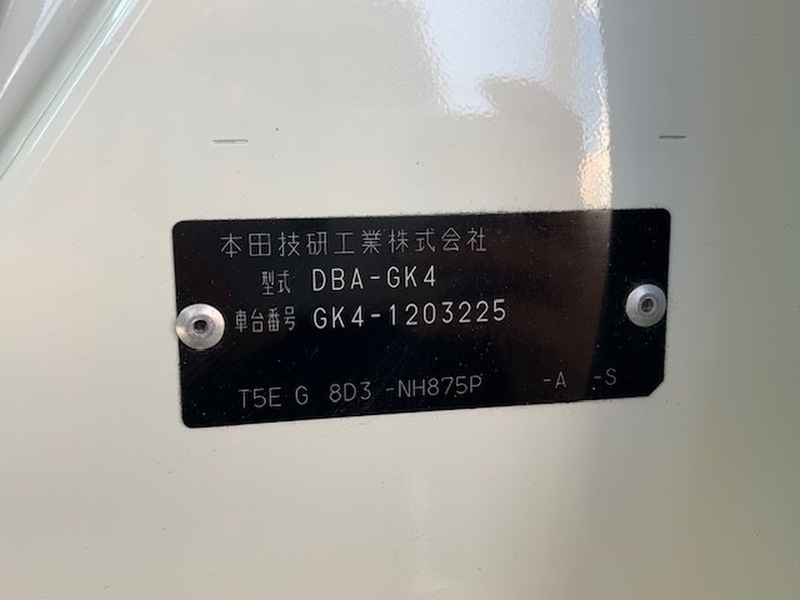 本田技研工業株式会社
型式 DBA-GK4
車台番号 GK4-1203225
T5E G 8D3 -NH875P -A -S